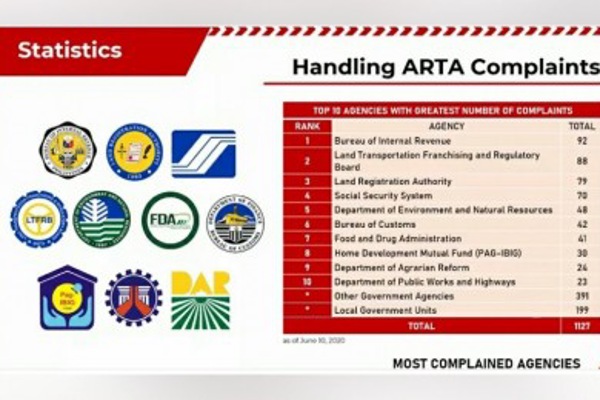 Statistics
Handling ARTA Complaints
TOP 10 AGENCIES WITH GREATEST NUMBER OF COMPLAINTS
RANK AGENCY TOTAL
1 Bureau of Internal Revenue 92
2 Land Transportation Franchising and Regulatory Board 88
3 Land Registration Authority 79
4 Social Security System 70
5 Department of Environment and Natural Resources 48
6 Bureau of Customs 42
7 Food and Drug Administration 41
8 Home Development Mutual Fund (PAG-IBIG) 30
9 Department of Agrarian Reform 24
10 Department of Public Works and Highways 23
* Other Government Agencies 391
* Local Government Units 199
TOTAL 1127
as of June 10, 2020
MOST COMPLAINED AGENCIES
LTFRB
FDA
Pag
IBIG
DAR